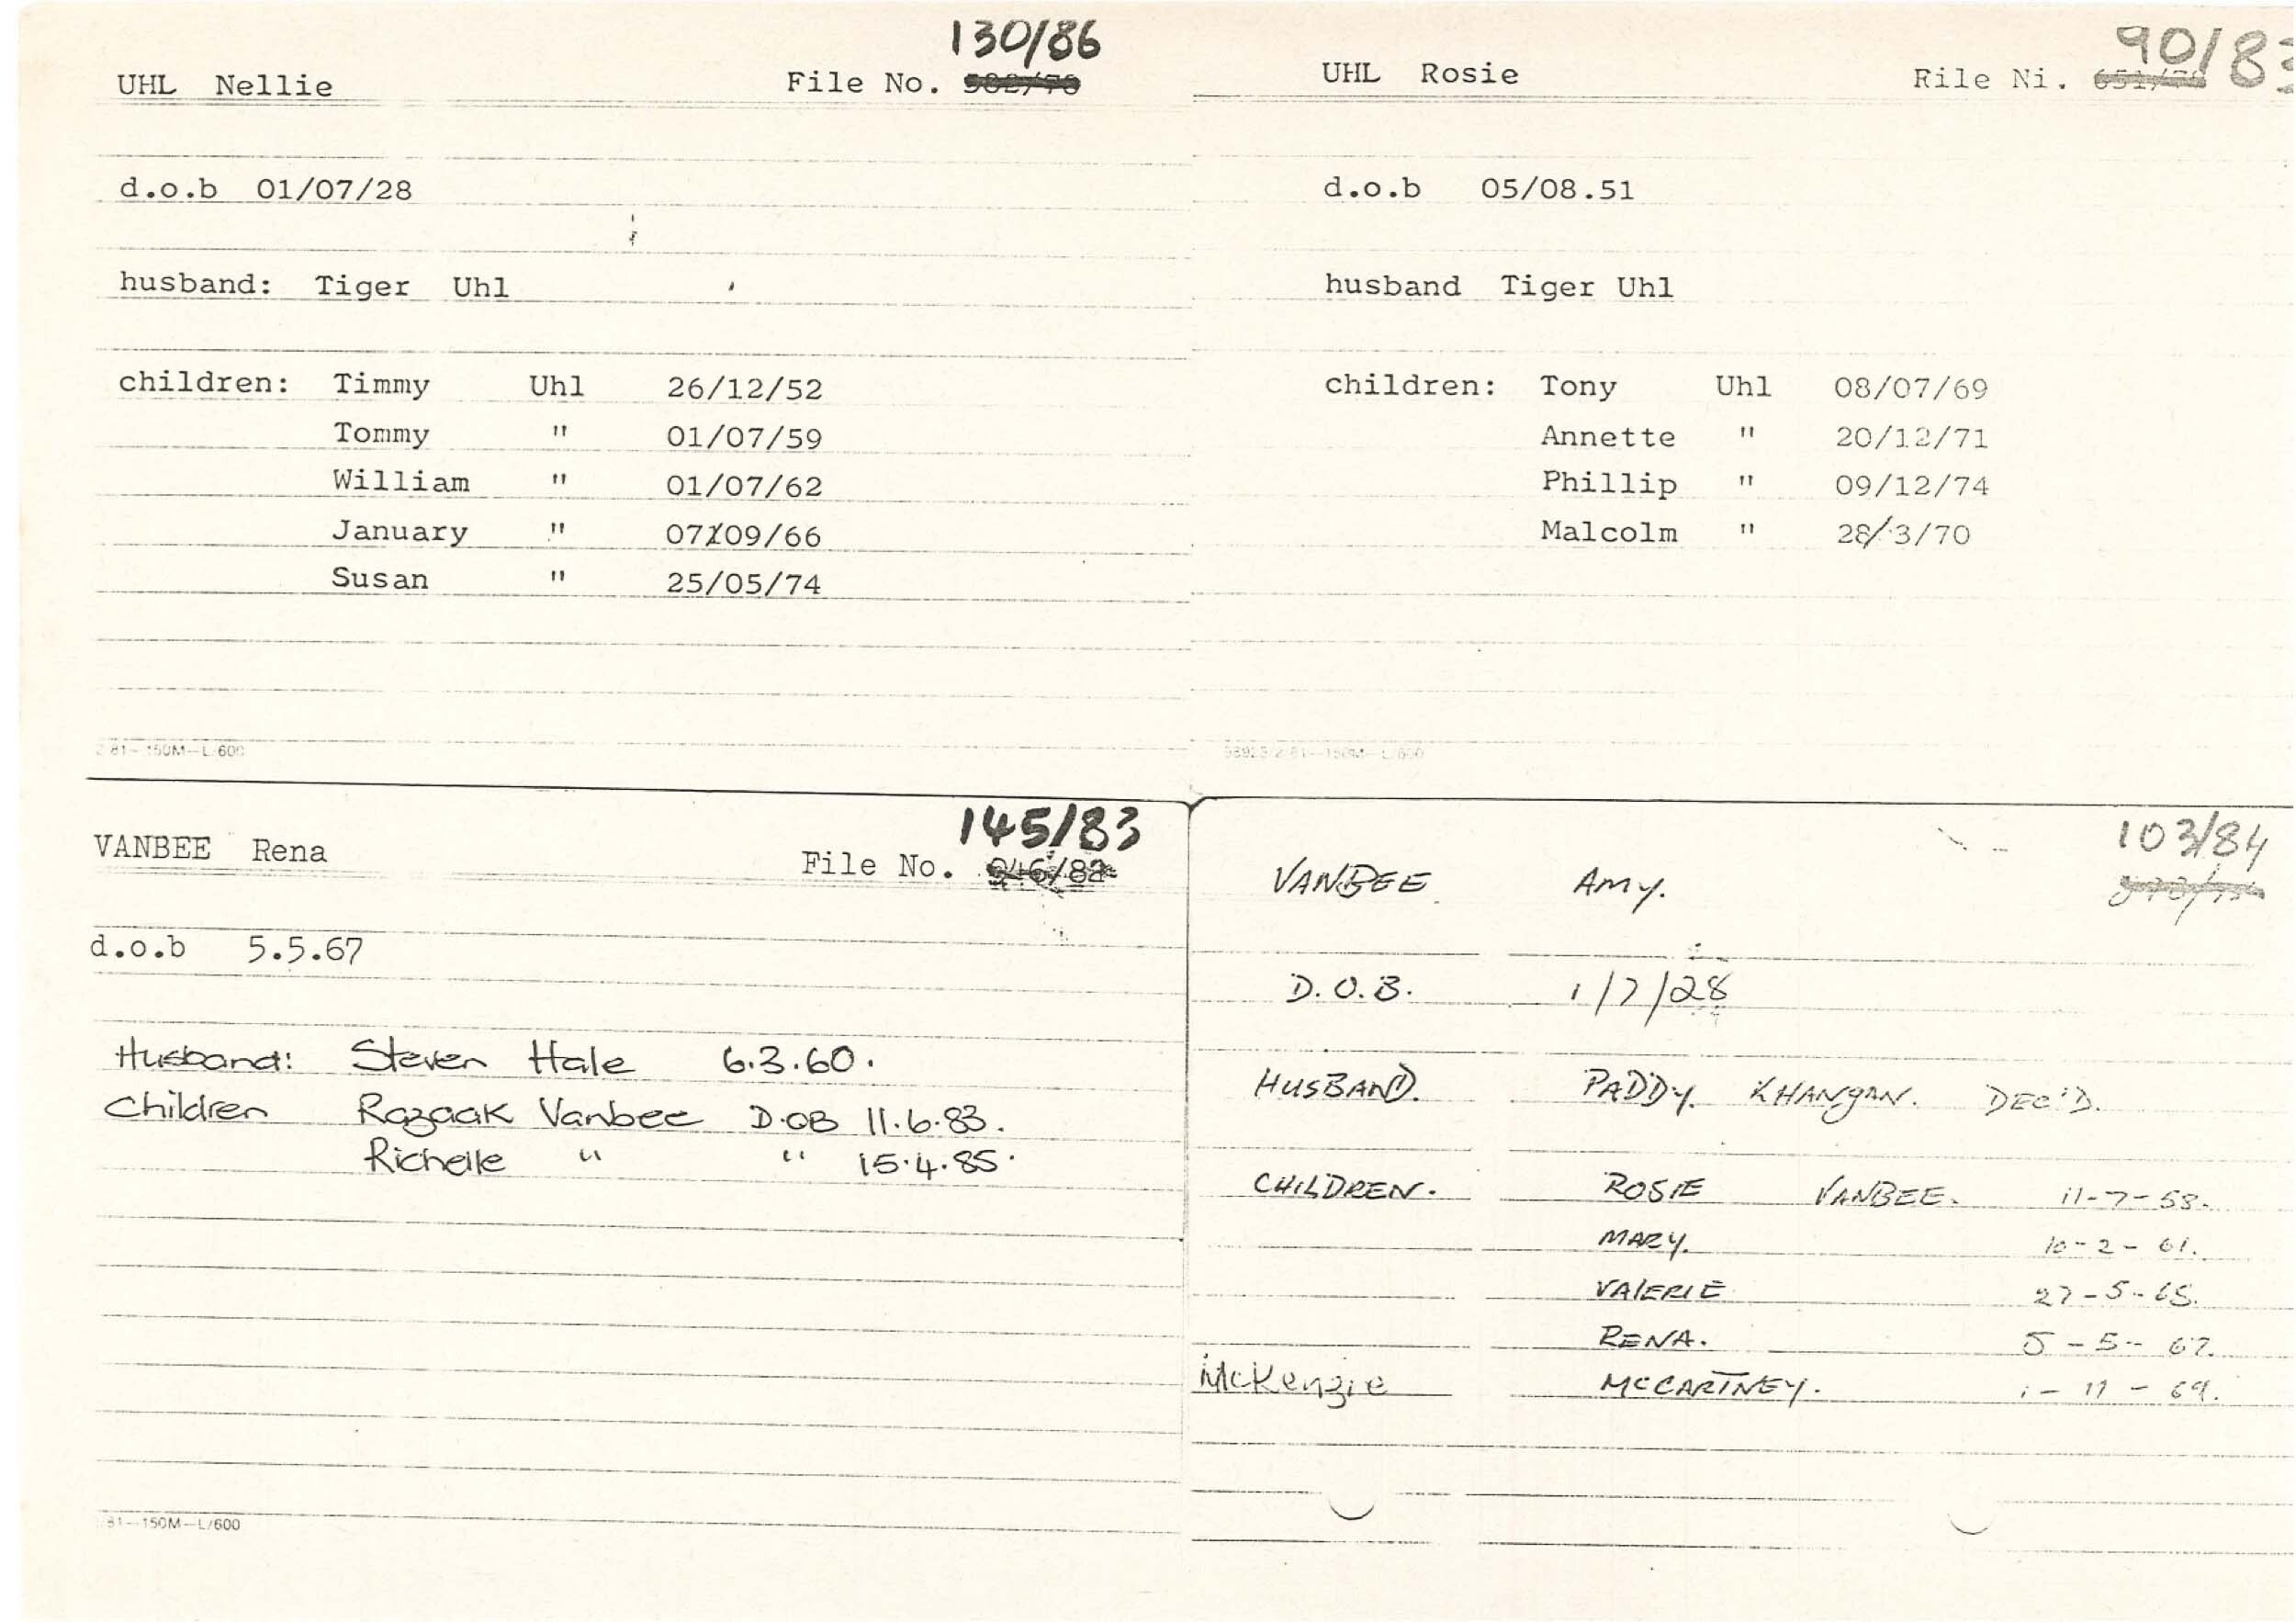 130/86
UHL Nellie File No.
d.o.b 01/07/28
husband: Tiger Uhl
children: Timmy Uhl 26/12/52
Tommy " 01/07/59
William " 01/07/62
January " 07/09/66
Susan " 25/05/74
81-150M-L/600
90/83
UHL Rosie Rile Ni.
d.o.b 05/08.51
husband Tiger Uhl
children: Tony Uhl 08/07/69
Annette " 20/12/71
Phillip " 09/12/74
Malcolm " 28/3/70
145/83
VANBEE Rena File No.
d.o.b 5.5.67
Husband: Steven Hale 6.3.60.
Children Razaak Vanbee D.OB 11.6.83.
Richelle " " 15.4.85.
81-150M-L/600
103/84
VANBEE AMY.
D.O.B. 1/7/28
HUSBAND. PADDY. KHANGAN. DEC'D.
CHILDREN. ROSIE VANBEE. 11-7-58.
MARY. 10-2-61.
VALERIE 27-5-65.
RENA. 5-5-67.
McKenzie McCARTNEY. 1-11-69.